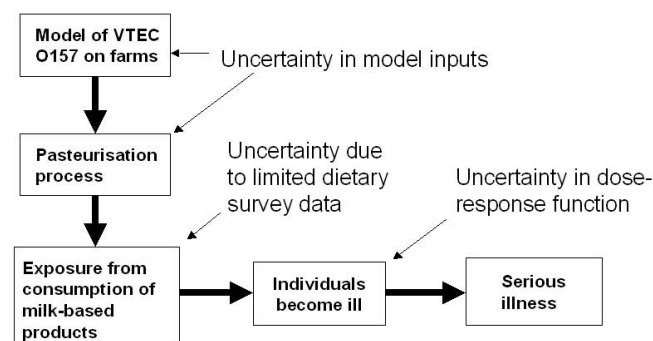 Model of VTEC
O157 on farms
Uncertainty in model inputs
Pasteurisation
process
Uncertainty due
to limited dietary
survey data
Uncertainty in dose-
response function
Exposure from
consumption of
milk-based
products
Individuals
become ill
Serious
illness